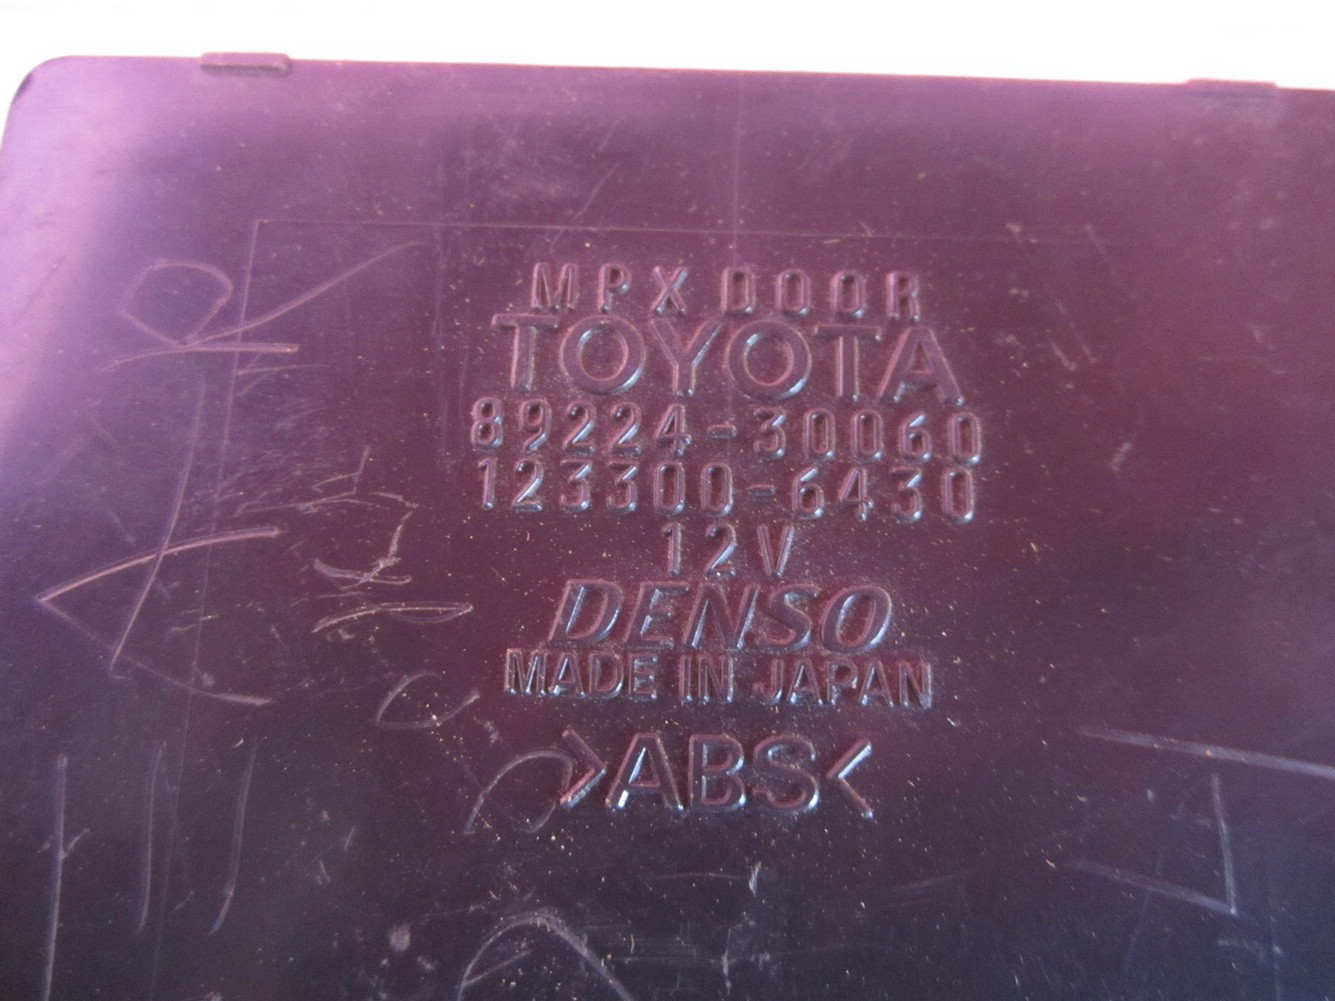 MPX DOOR
TOYOTA
89224-30060
123300-6430
12V
DENSO
MADE IN JAPAN
>ABS<